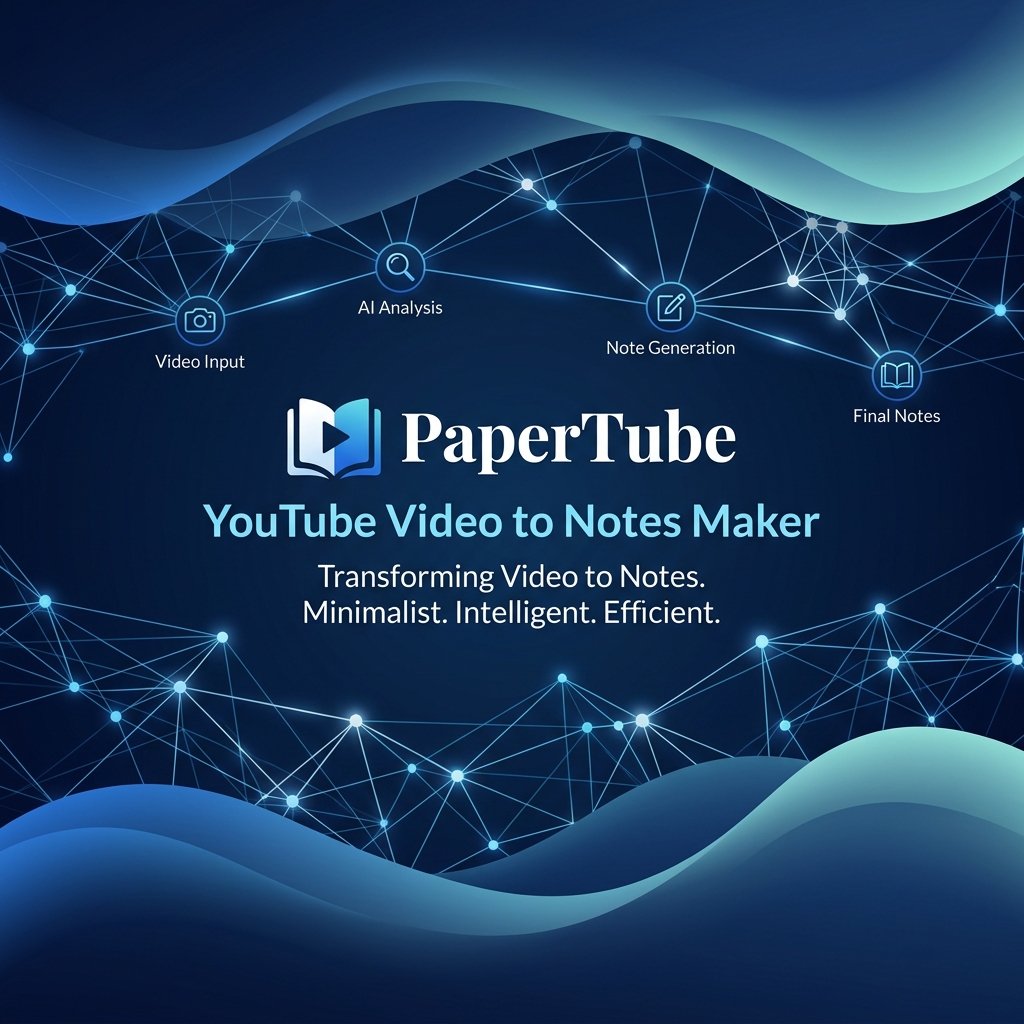 AI Analysis
Video Input
Note Generation
Final Notes
PaperTube
YouTube Video to Notes Maker
Transforming Video to Notes.
Minimalist. Intelligent. Efficient.